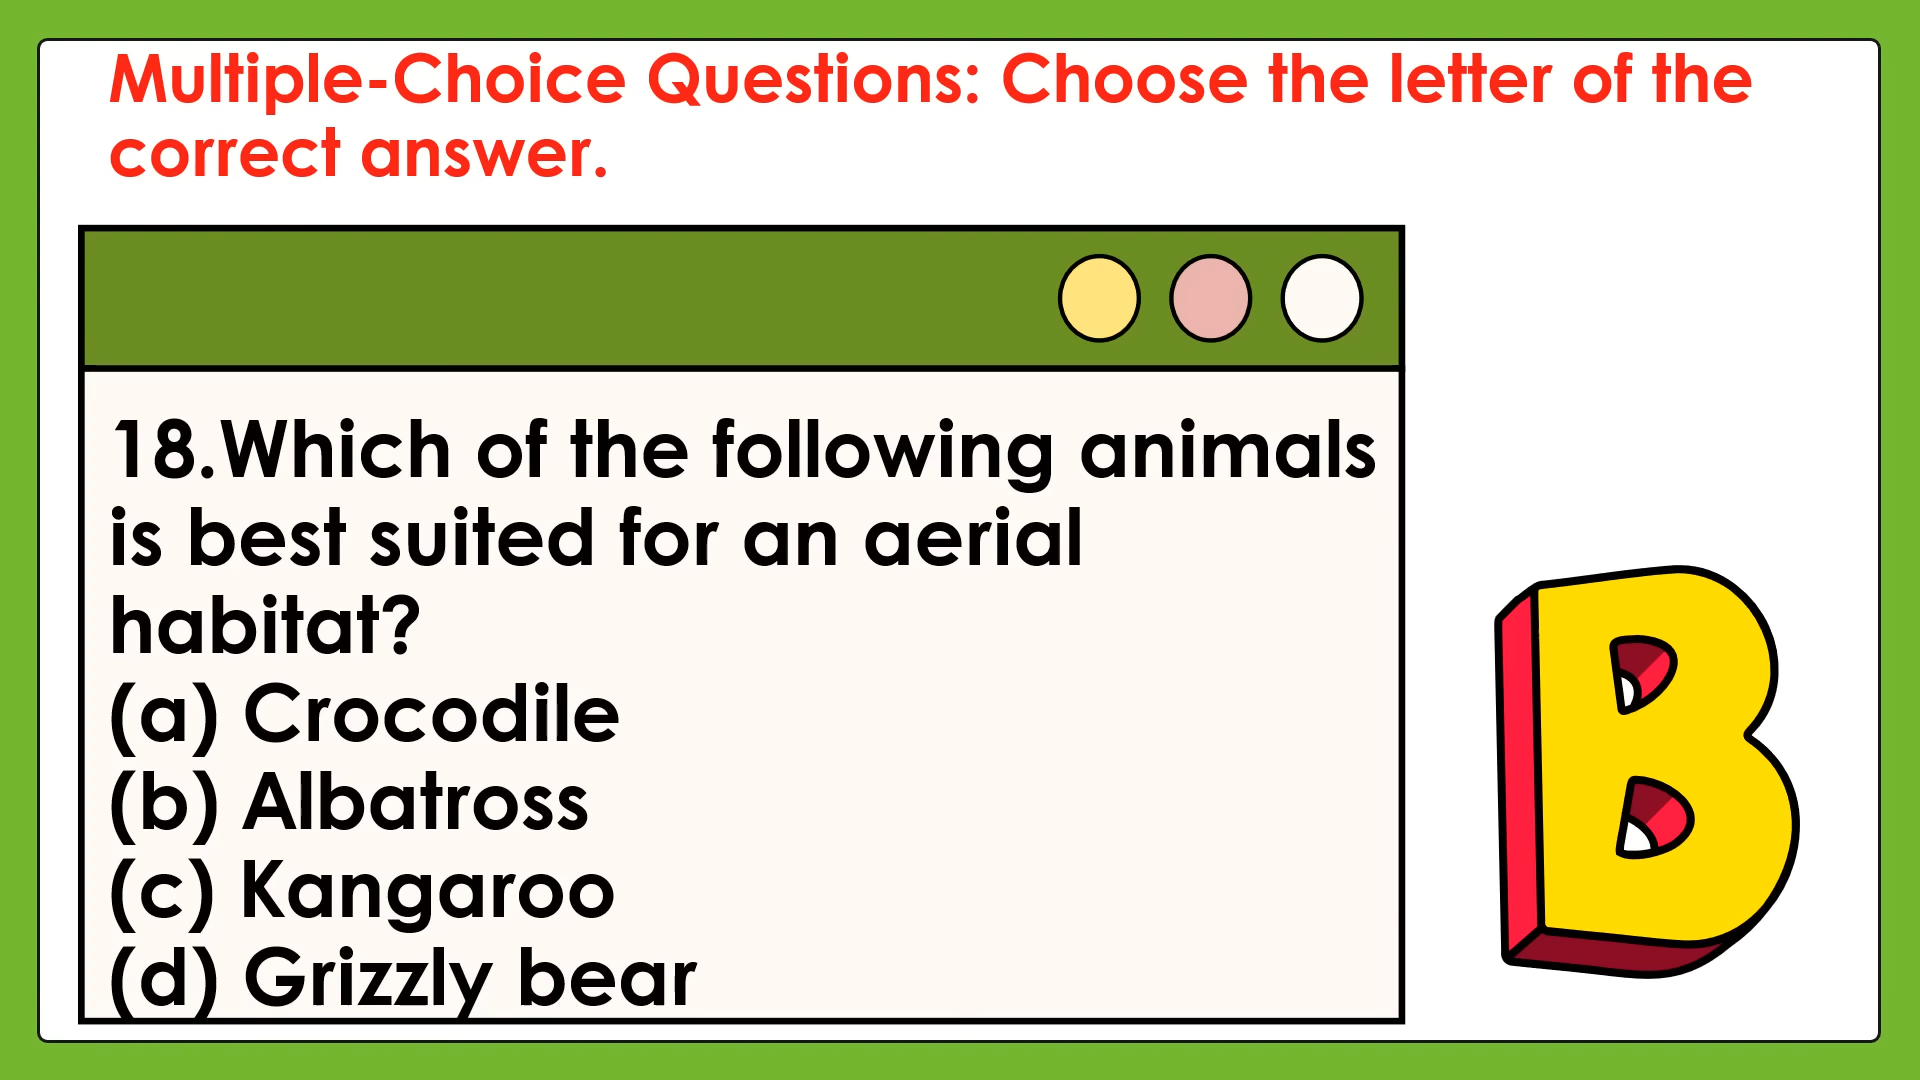 Multiple-Choice Questions: Choose the letter of the
correct answer.
18.Which of the following animals
is best suited for an aerial
habitat?
(a) Crocodile
(b) Albatross
(c) Kangaroo
(d) Grizzly bear
B